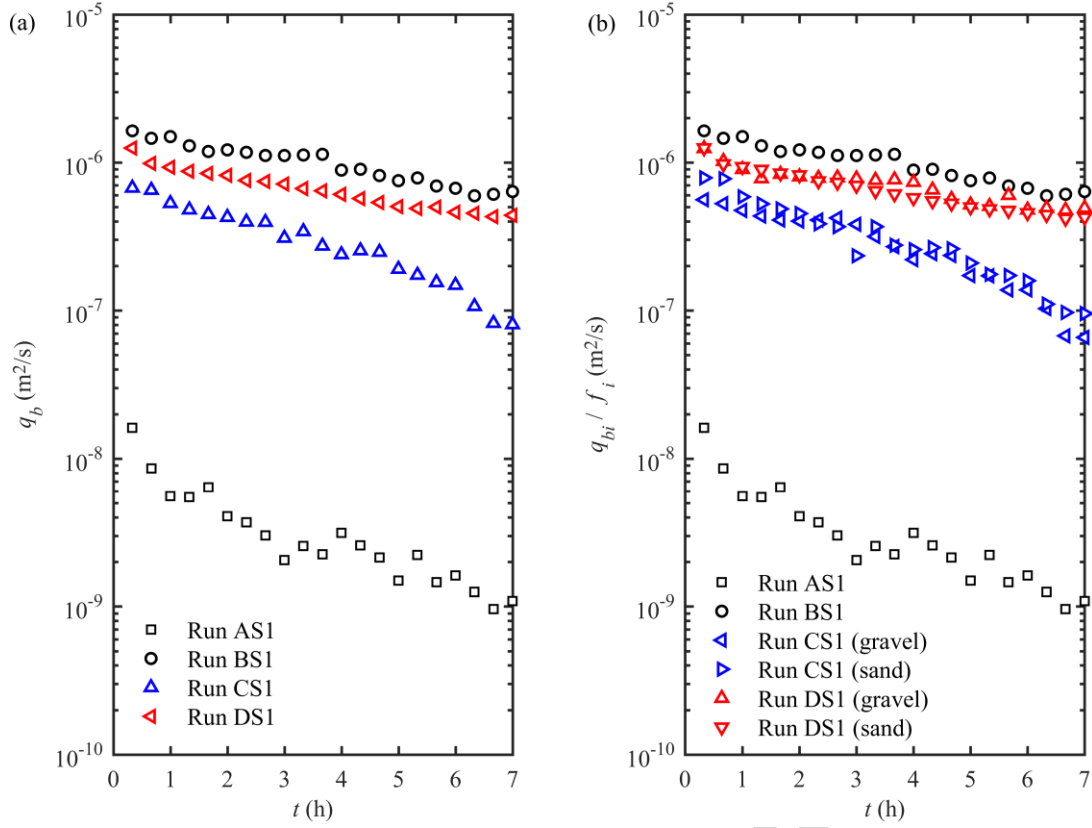 (a)
10^-5
10^-6
10^-7
10^-8
10^-9
10^-10
q_b (m²/s)
Run AS1
Run BS1
Run CS1
Run DS1
0 1 2 3 4 5 6 7
t (h)
(b)
10^-5
10^-6
10^-7
10^-8
10^-9
10^-10
q_bi / f_i (m²/s)
Run AS1
Run BS1
Run CS1 (gravel)
Run CS1 (sand)
Run DS1 (gravel)
Run DS1 (sand)
0 1 2 3 4 5 6 7
t (h)